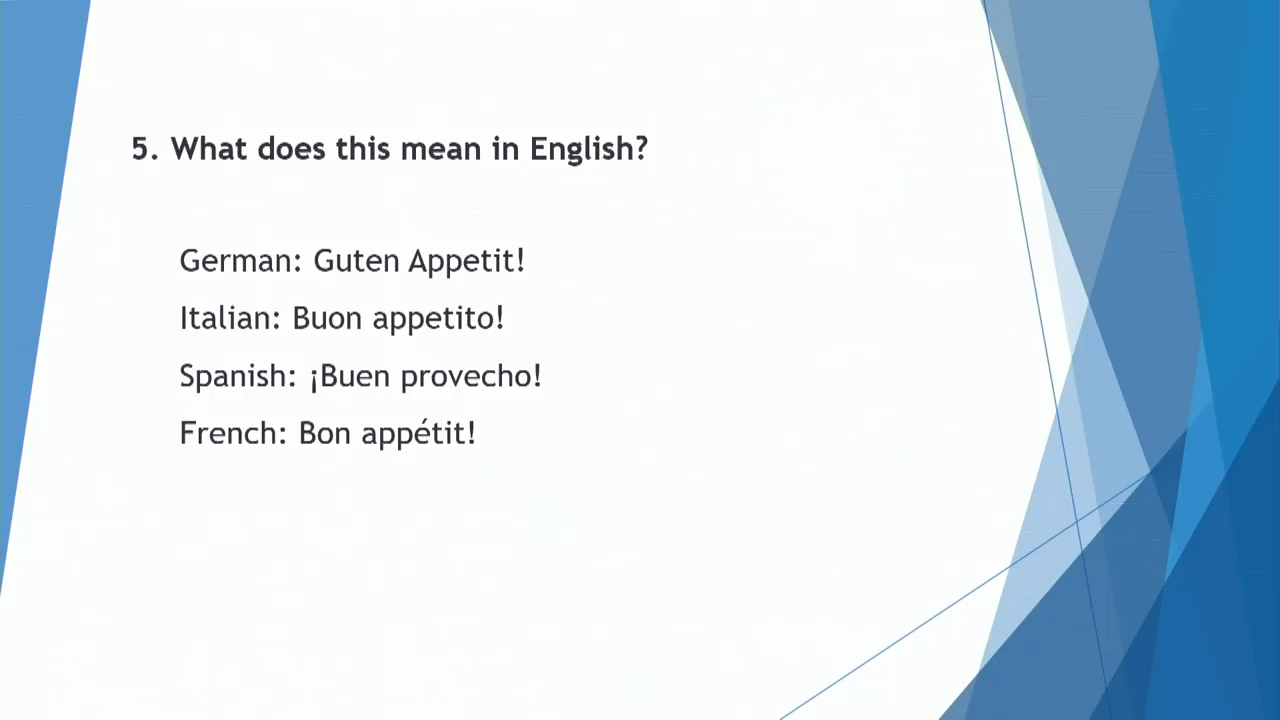 5. What does this mean in English?
German: Guten Appetit!
Italian: Buon appetito!
Spanish: ¡Buen provecho!
French: Bon appétit!